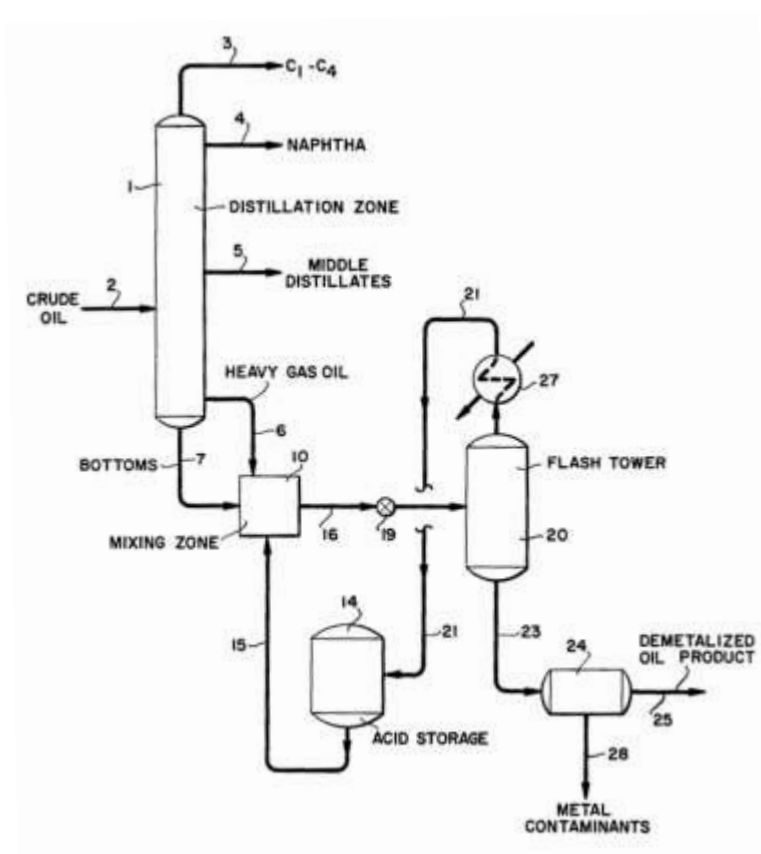 3
C1-C4
4
NAPHTHA
1
DISTILLATION ZONE
5
MIDDLE
DISTILLATES
2
CRUDE
OIL
21
27
HEAVY GAS OIL
6
7
BOTTOMS
10
FLASH TOWER
MIXING ZONE
16
19
20
14
15
21
23
24
DEMETALIZED
OIL PRODUCT
25
ACID STORAGE
28
METAL
CONTAMINANTS